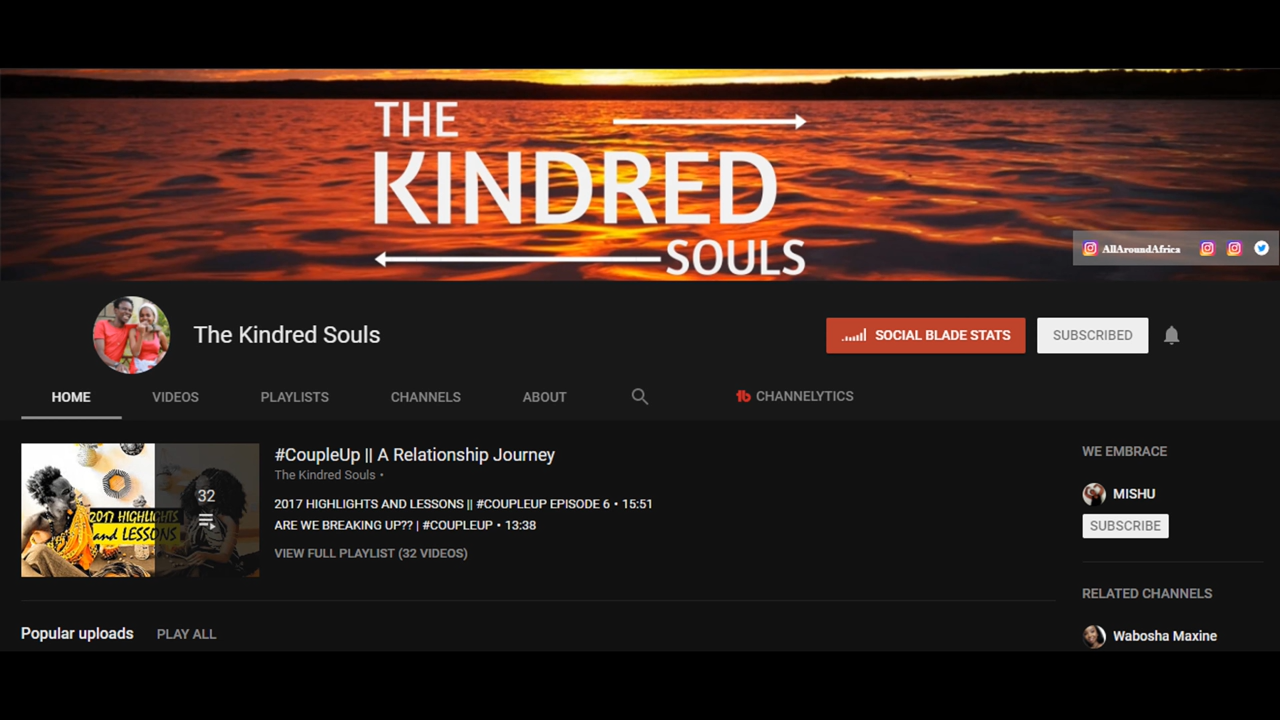 THE
KINDRED
SOULS
AllAroundAfrica
The Kindred Souls
SOCIAL BLADE STATS
SUBSCRIBED
HOME
VIDEOS
PLAYLISTS
CHANNELS
ABOUT
CHANNELYTICS
2017 HIGHLIGHTS
and LESSONS
32
#CoupleUp || A Relationship Journey
The Kindred Souls •
2017 HIGHLIGHTS AND LESSONS || #COUPLEUP EPISODE 6 • 15:51
ARE WE BREAKING UP?? | #COUPLEUP • 13:38
VIEW FULL PLAYLIST (32 VIDEOS)
Popular uploads PLAY ALL
WE EMBRACE
MISHU
SUBSCRIBE
RELATED CHANNELS
Wabosha Maxine